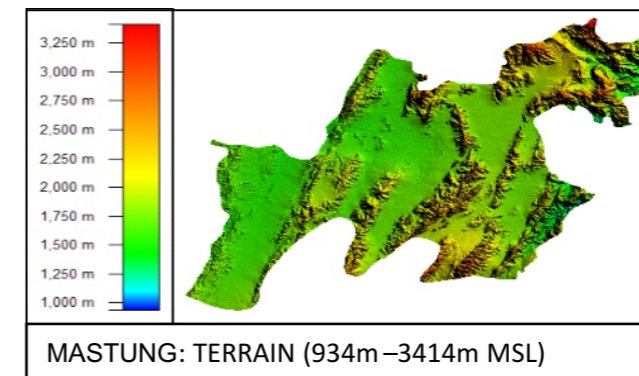 3,250 m
3,000 m
2,750 m
2,500 m
2,250 m
2,000 m
1,750 m
1,500 m
1,250 m
1,000 m
MASTUNG: TERRAIN (934m –3414m MSL)